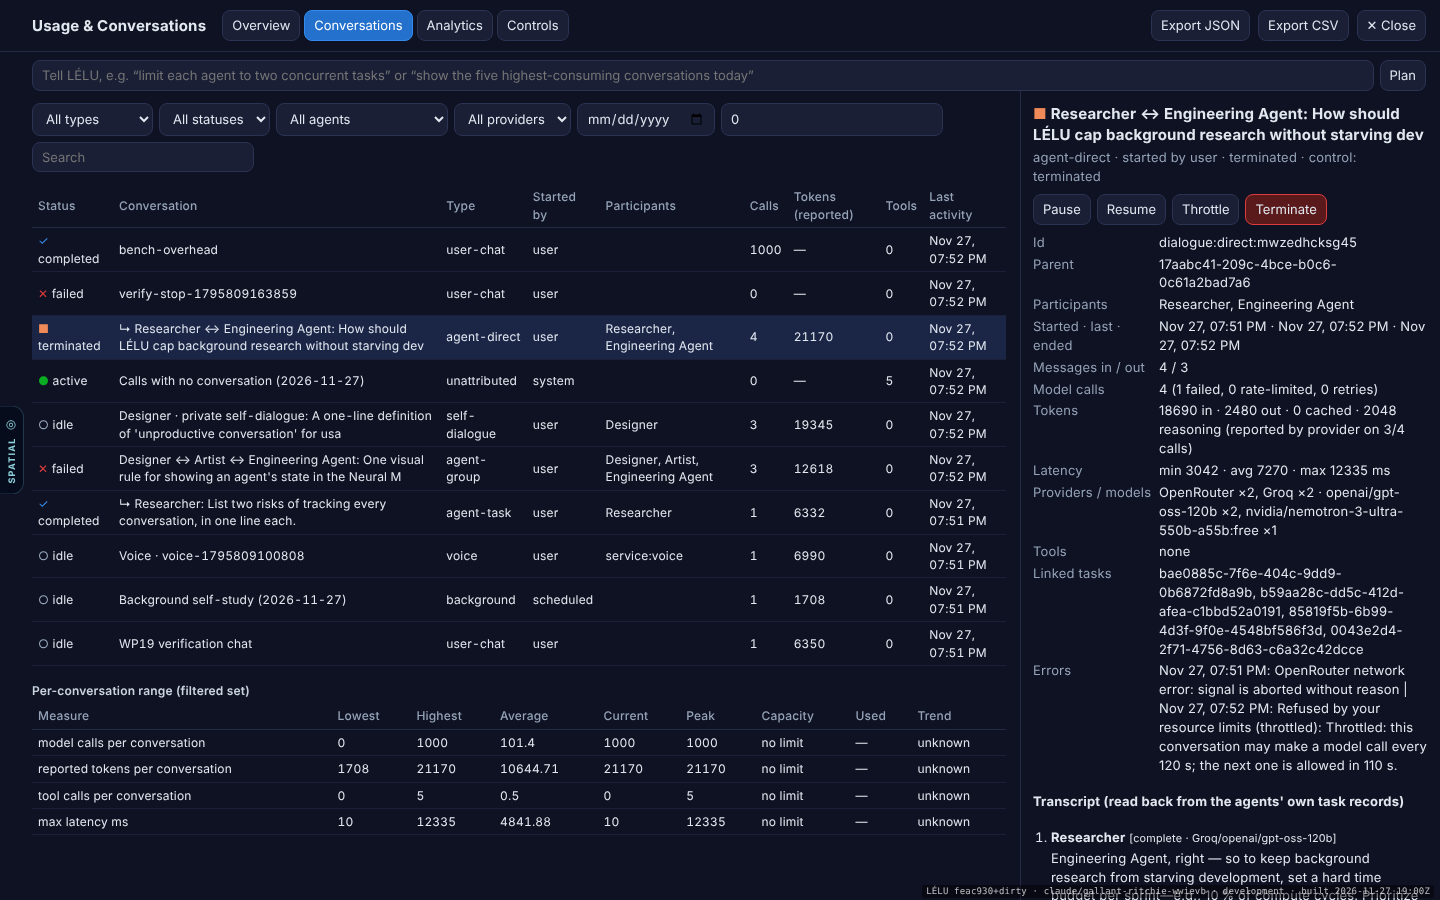 Usage & Conversations
Overview
Conversations
Analytics
Controls
Export JSON
Export CSV
✕ Close
Tell LÉLU, e.g. “limit each agent to two concurrent tasks” or “show the five highest-consuming conversations today”
Plan
All types
All statuses
All agents
All providers
mm/dd/yyyy
0
Search
Status Conversation Type Started by Participants Calls Tokens (reported) Tools Last activity
✓ completed bench-overhead user-chat user 1000 — 0 Nov 27, 07:52 PM
✕ failed verify-stop-1795809163859 user-chat user 0 — 0 Nov 27, 07:52 PM
■ terminated ↳ Researcher ↔ Engineering Agent: How should LÉLU cap background research without starving dev agent-direct user Researcher, Engineering Agent 4 21170 0 Nov 27, 07:52 PM
● active Calls with no conversation (2026-11-27) unattributed system 0 — 5 Nov 27, 07:52 PM
○ idle Designer · private self-dialogue: A one-line definition of 'unproductive conversation' for usa self-dialogue user Designer 3 19345 0 Nov 27, 07:52 PM
✕ failed Designer ↔ Artist ↔ Engineering Agent: One visual rule for showing an agent's state in the Neural M agent-group user Designer, Artist, Engineering Agent 3 12618 0 Nov 27, 07:52 PM
✓ completed ↳ Researcher: List two risks of tracking every conversation, in one line each. agent-task user Researcher 1 6332 0 Nov 27, 07:51 PM
○ idle Voice · voice-1795809100808 voice user service:voice 1 6990 0 Nov 27, 07:51 PM
○ idle Background self-study (2026-11-27) background scheduled 1 1708 0 Nov 27, 07:51 PM
○ idle WP19 verification chat user-chat user 1 6350 0 Nov 27, 07:51 PM
Per-conversation range (filtered set)
Measure Lowest Highest Average Current Peak Capacity Used Trend
model calls per conversation 0 1000 101.4 1000 1000 no limit — unknown
reported tokens per conversation 1708 21170 10644.71 21170 21170 no limit — unknown
tool calls per conversation 0 5 0.5 0 5 no limit — unknown
max latency ms 10 12335 4841.88 10 12335 no limit — unknown
SPATIAL ◎
■ Researcher ↔ Engineering Agent: How should
LÉLU cap background research without starving dev
agent-direct · started by user · terminated · control:
terminated
Pause
Resume
Throttle
Terminate
Id dialogue:direct:mwzedhcksg45
Parent 17aabc41-209c-4bce-b0c6-
0c61a2bad7a6
Participants Researcher, Engineering Agent
Started · last · ended Nov 27, 07:51 PM · Nov 27, 07:52 PM · Nov
27, 07:52 PM
Messages in / out 4 / 3
Model calls 4 (1 failed, 0 rate-limited, 0 retries)
Tokens 18690 in · 2480 out · 0 cached · 2048
reasoning (reported by provider on 3/4
calls)
Latency min 3042 · avg 7270 · max 12335 ms
Providers / models OpenRouter ×2, Groq ×2 · openai/gpt-
oss-120b ×2, nvidia/nemotron-3-ultra-
550b-a55b:free ×1
Tools none
Linked tasks bae0885c-7f6e-404c-9dd9-
0b6872fd8a9b, b59aa28c-dd5c-412d-
afea-c1bbd52a0191, 85819f5b-6b99-
4d3f-9f0e-4548bf586f3d, 0043e2d4-
2f71-4756-8d63-c6a32c42dcce
Errors Nov 27, 07:51 PM: OpenRouter network
error: signal is aborted without reason |
Nov 27, 07:52 PM: Refused by your
resource limits (throttled): Throttled: this
conversation may make a model call every
120 s; the next one is allowed in 110 s.
Transcript (read back from the agents' own task records)
1. Researcher [complete · Groq/openai/gpt-oss-120b]
Engineering Agent, right — so to keep background
research from starving development, set a hard time
budget per sprint—e.g., 10 % of compute cycles. Prioritize
LÉLU feac930+dirty · claude/gallant-ritchie-wwievb · development · built 2026-11-27 19:00Z